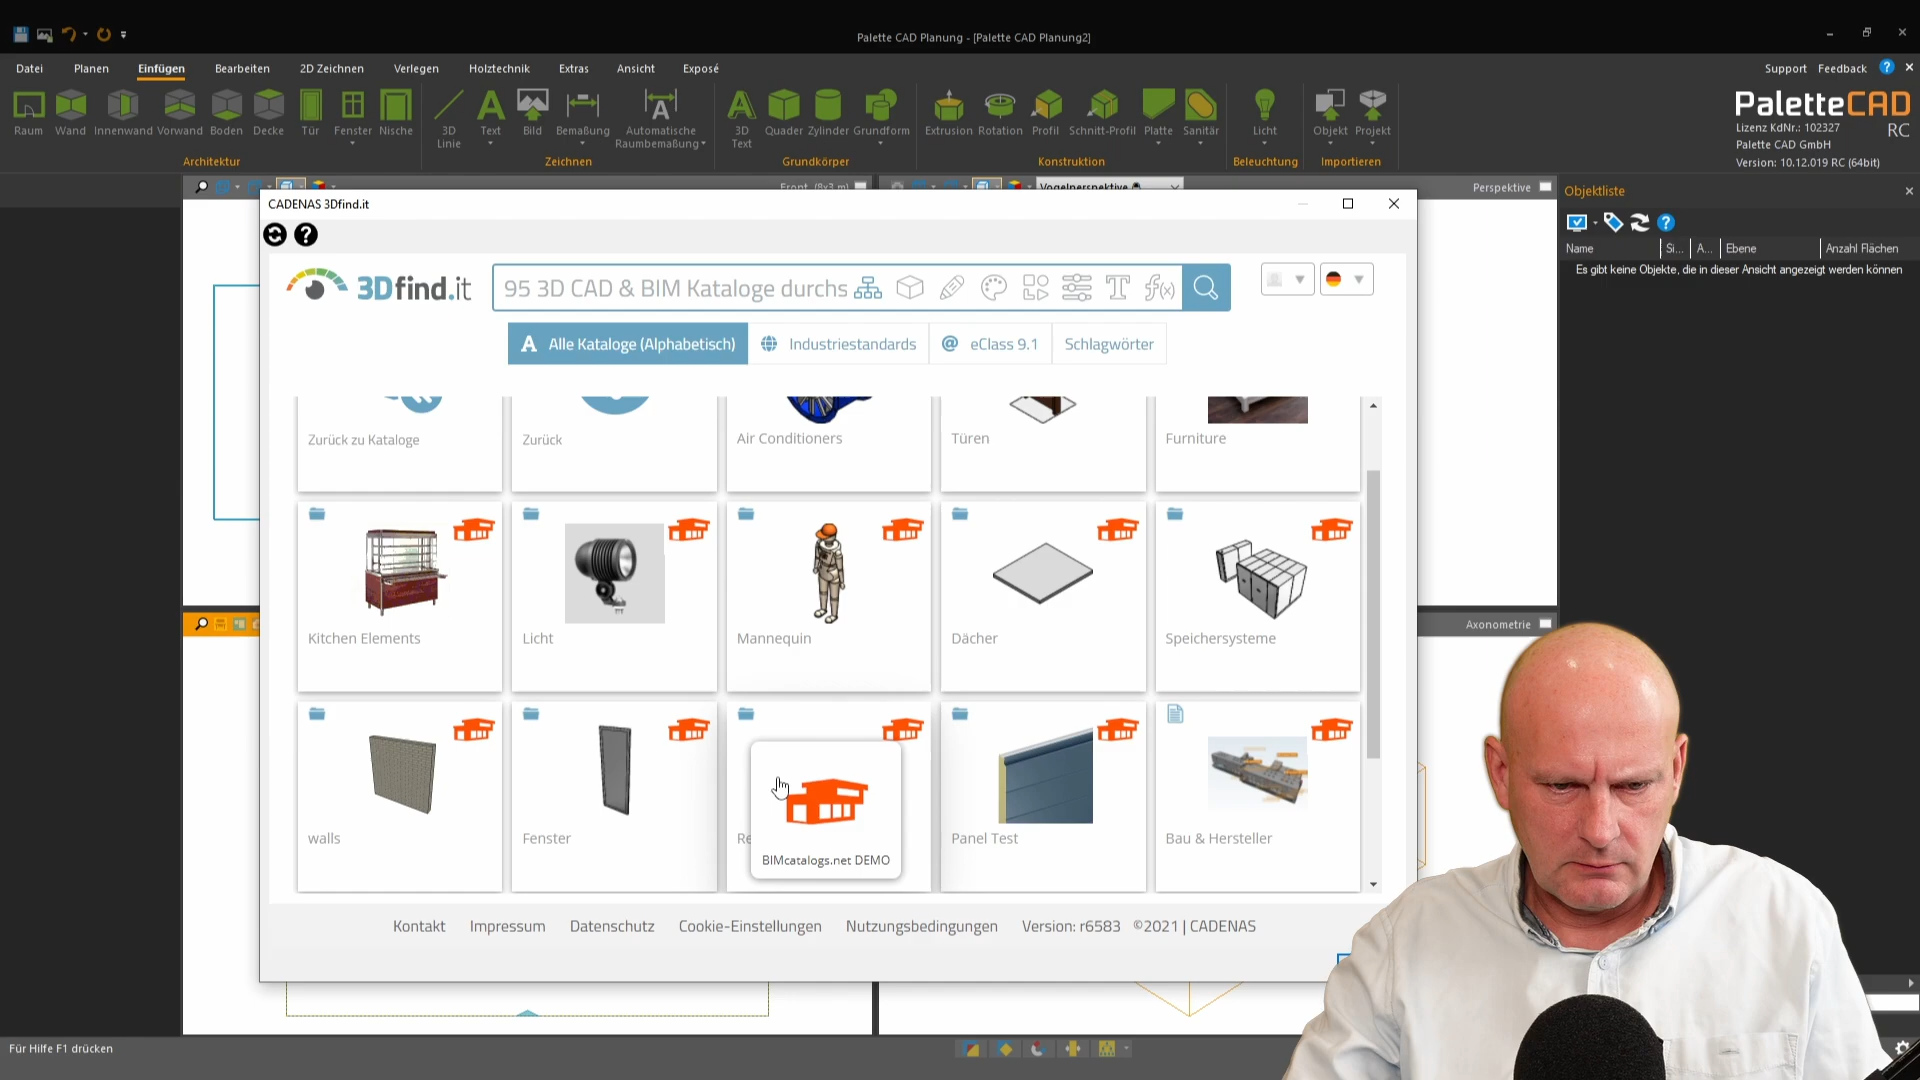 Palette CAD Planung - [Palette CAD Planung2]
Datei Planen Einfügen Bearbeiten 2D Zeichnen Verlegen Holztechnik Extras Ansicht Exposé
Support Feedback
Raum Wand Innenwand Vorwand Boden Decke Tür Fenster Nische
3D Linie Text Bild Bemaßung Automatische Raumbemaßung
3D Text Quader Zylinder Grundform
Extrusion Rotation Profil Schnitt-Profil Platte Sanitär
Licht
Objekt Projekt
Architektur Zeichnen Grundkörper Konstruktion Beleuchtung Importieren
PaletteCAD
RC
Lizenz KdNr.: 102327
Palette CAD GmbH
Version: 10.12.019 RC (64bit)
Front (8x3 m)
Vogelperspektive
Perspektive
Objektliste
Name Si... A... Ebene Anzahl Flächen
Es gibt keine Objekte, die in dieser Ansicht angezeigt werden können
CADENAS 3Dfind.it
3Dfind.it
95 3D CAD & BIM Kataloge durchs
f(x)
A Alle Kataloge (Alphabetisch)
Industriestandards
@ eClass 9.1
Schlagwörter
Zurück zu Kataloge
Zurück
Air Conditioners
Türen
Furniture
Kitchen Elements
Licht
Mannequin
Dächer
Speichersysteme
walls
Fenster
Re
BIMcatalogs.net DEMO
Panel Test
Bau & Hersteller
Kontakt Impressum Datenschutz Cookie-Einstellungen Nutzungsbedingungen Version: r6583 ©2021 | CADENAS
Axonometrie
Für Hilfe F1 drücken